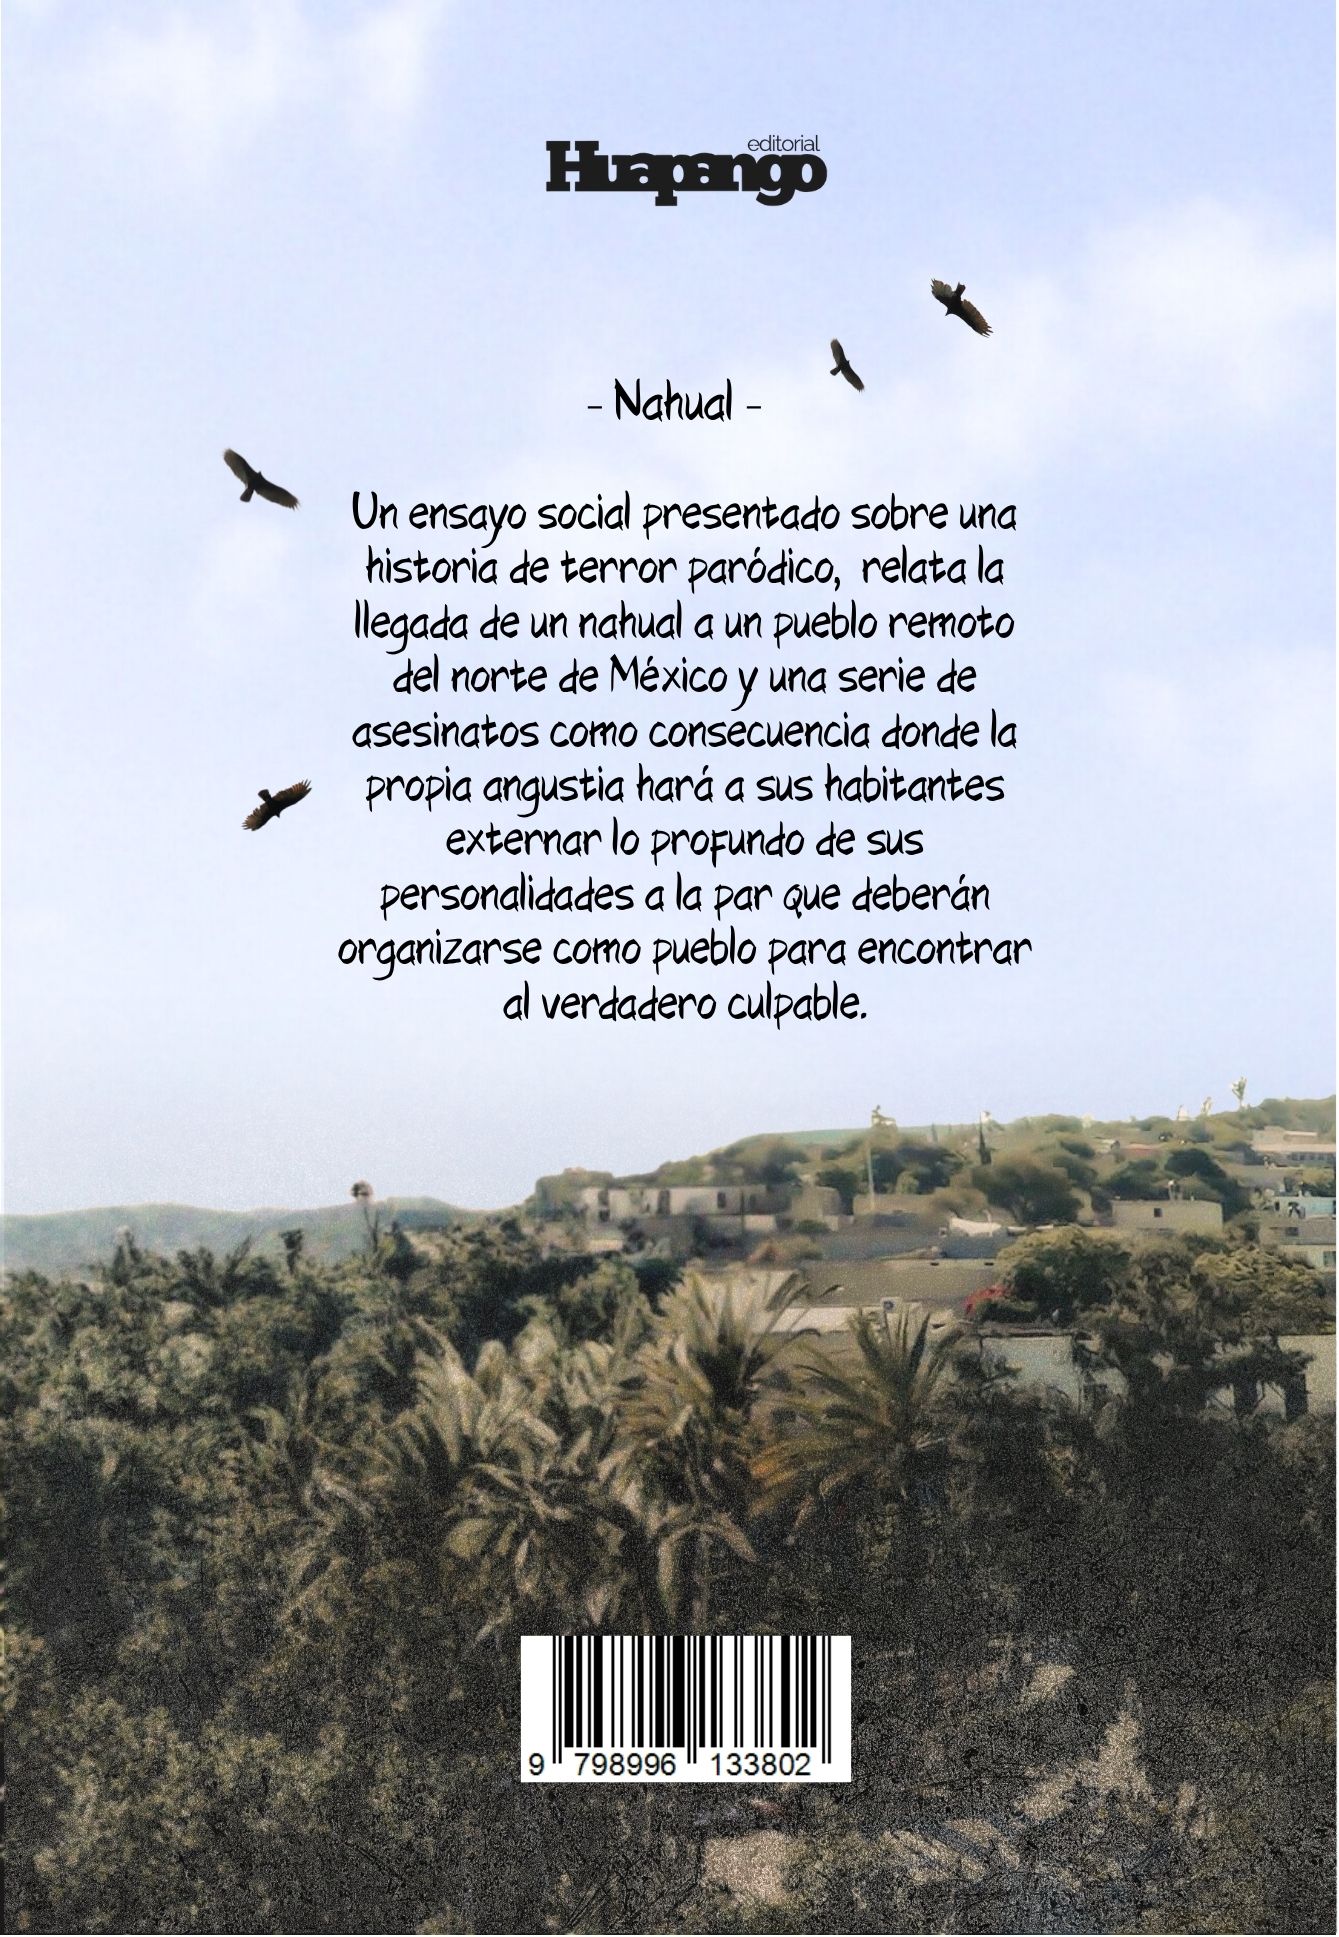 editorial
Huapango
- Nahual -
Un ensayo social presentado sobre una
historia de terror paródico, relata la
llegada de un nahual a un pueblo remoto
del norte de México y una serie de
asesinatos como consecuencia donde la
propia angustia hará a sus habitantes
externar lo profundo de sus
personalidades a la par que deberán
organizarse como pueblo para encontrar
al verdadero culpable.
9 798996 133802